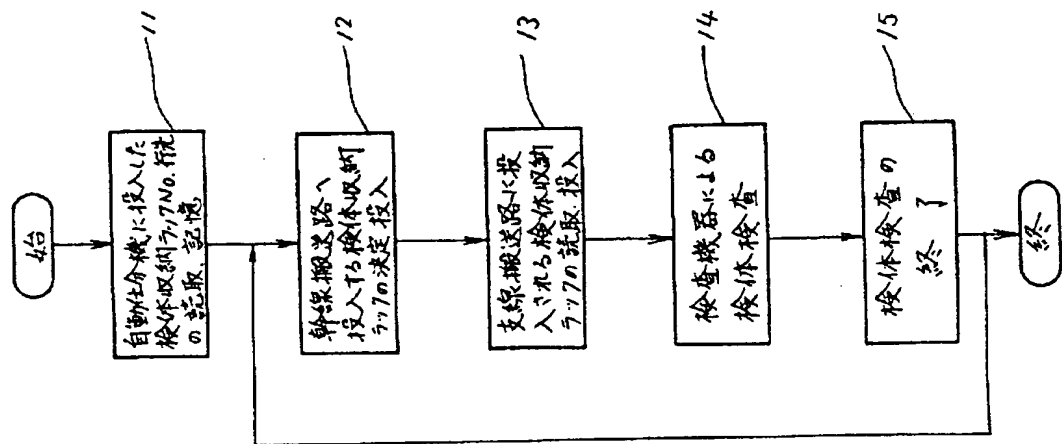 始
自動仕分機に投入した
検体収納ラックNo.行先
の読取、記憶
11
幹線搬送路へ
投入する検体収納
ラックの決定、投入
12
支線搬送路に投
入される検体収納
ラックの読取、投入
13
検査機器による
検体検査
14
検体検査の
終了
15
終